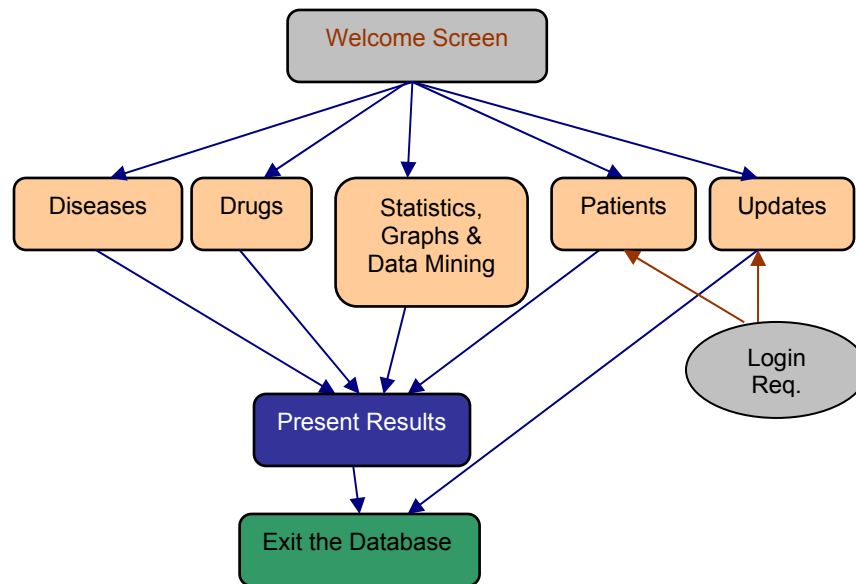 Welcome Screen
Diseases
Drugs
Statistics,
Graphs &
Data Mining
Patients
Updates
Login
Req.
Present Results
Exit the Database